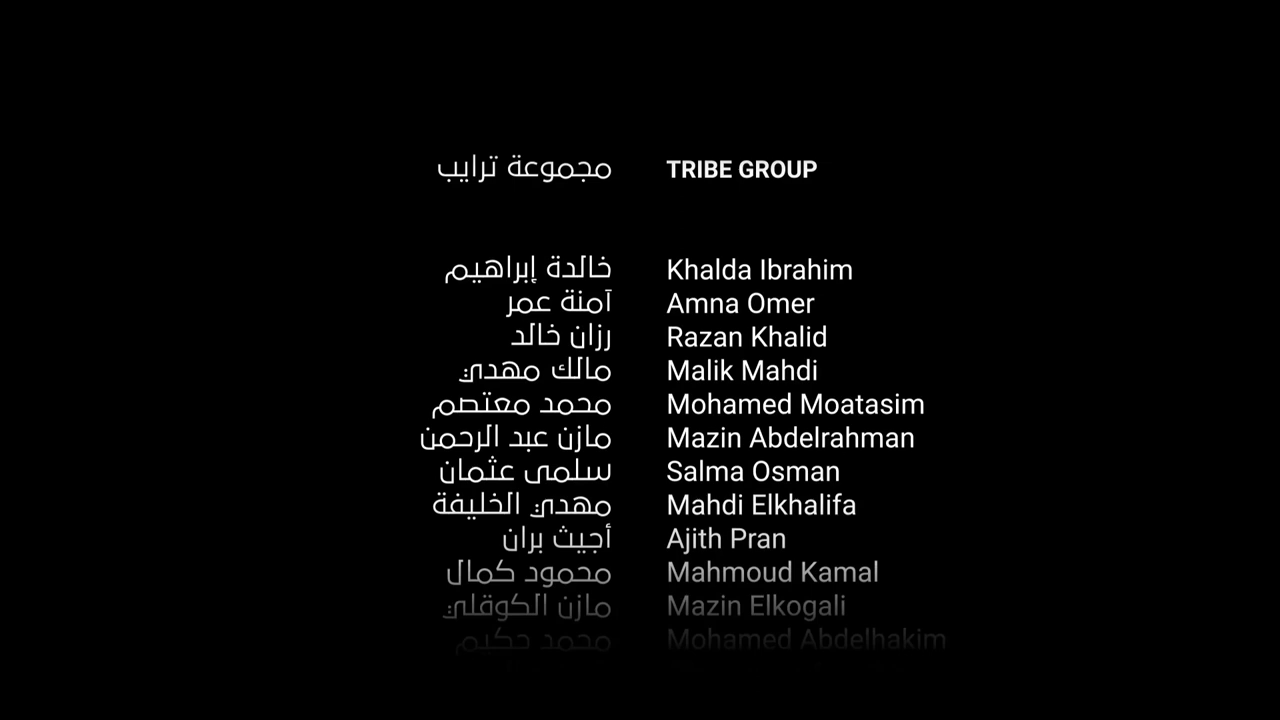 مجموعة ترايب TRIBE GROUP
خالدة إبراهيم Khalda Ibrahim
آمنة عمر Amna Omer
رزان خالد Razan Khalid
مالك مهدي Malik Mahdi
محمد معتصم Mohamed Moatasim
مازن عبد الرحمن Mazin Abdelrahman
سلمى عثمان Salma Osman
مهدي الخليفة Mahdi Elkhalifa
أجيث بران Ajith Pran
محمود كمال Mahmoud Kamal
مازن الكوقلي Mazin Elkogali
محمد حكيم Mohamed Abdelhakim